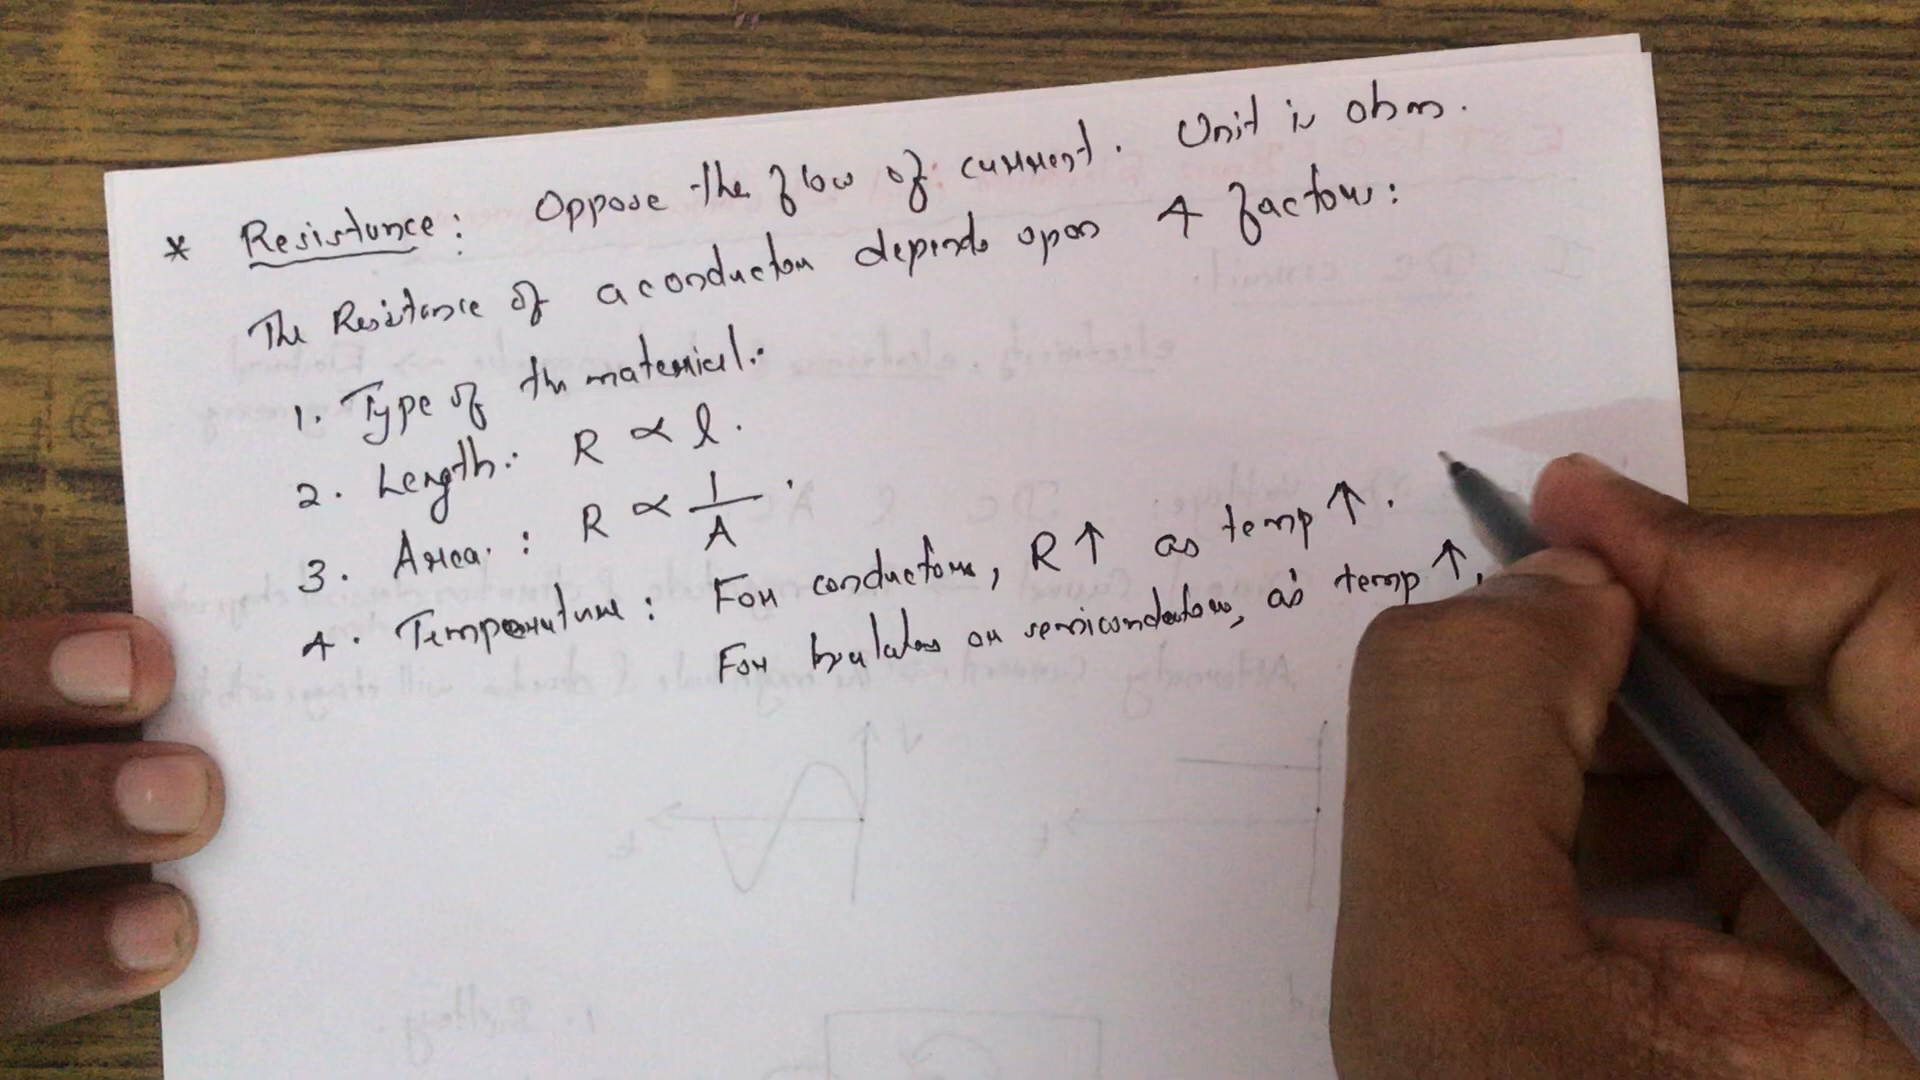 * Resistance: Oppose the flow of current. Unit is ohm.
The Resistance of a conductor depends upon 4 factors:
1. Type of the material.
2. Length: R ∝ l.
3. Area: R ∝ 1/A.
4. Temperature: For conductors, R↑ as temp↑.
For insulators or semiconductors, as temp↑,